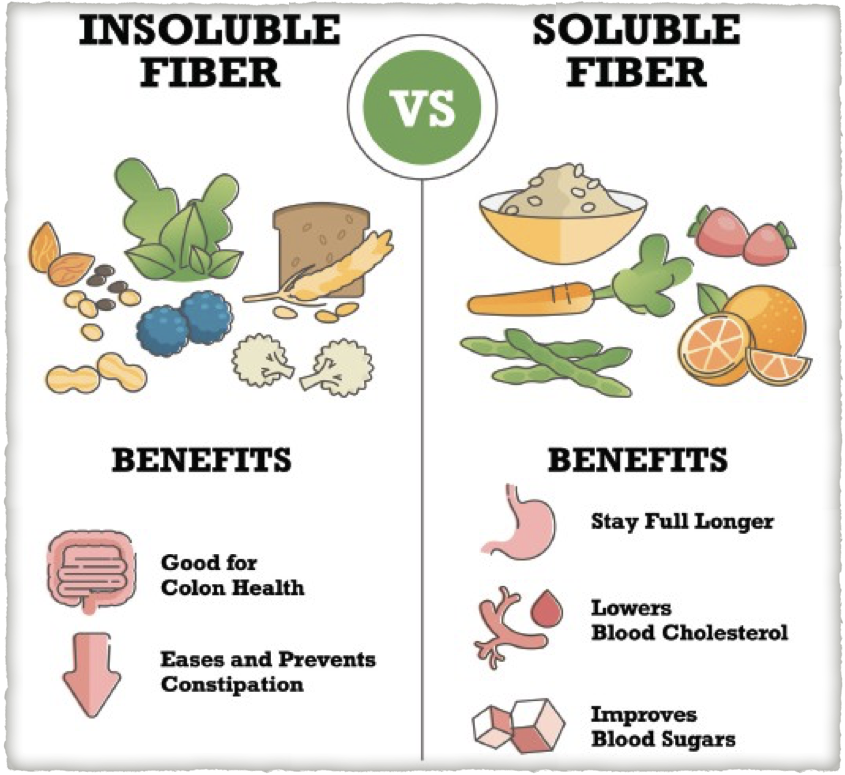 INSOLUBLE
FIBER
VS
SOLUBLE
FIBER
BENEFITS
Good for
Colon Health
Eases and Prevents
Constipation
BENEFITS
Stay Full Longer
Lowers
Blood Cholesterol
Improves
Blood Sugars